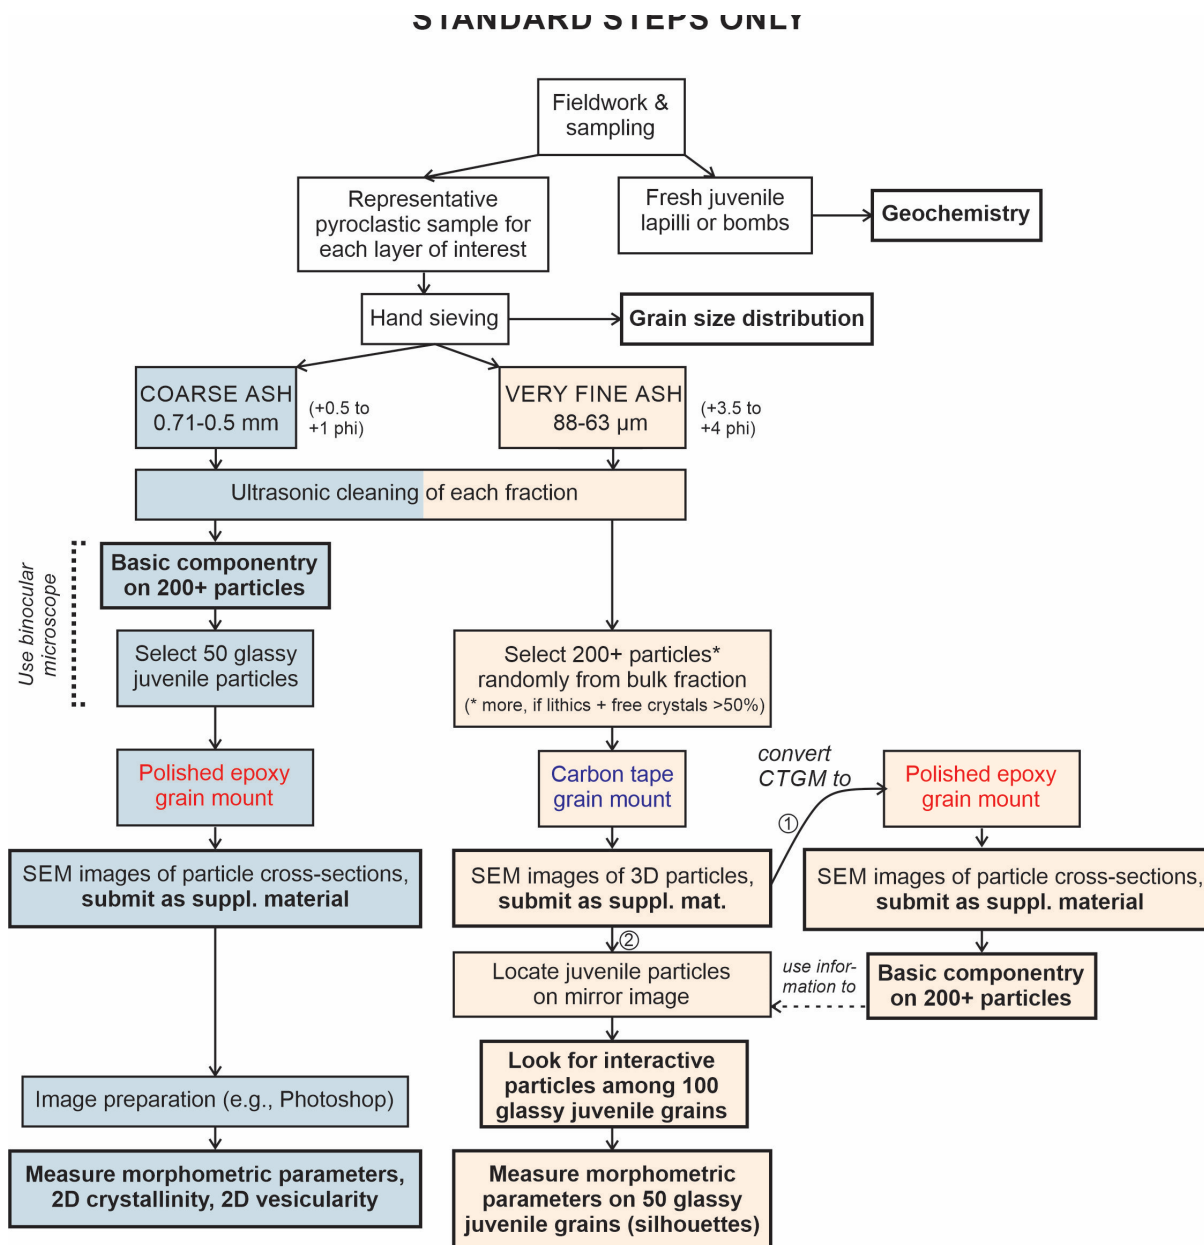 STANDARD STEPS ONLY
Fieldwork &
sampling
Representative
pyroclastic sample for
each layer of interest
Fresh juvenile
lapilli or bombs
Geochemistry
Hand sieving
Grain size distribution
COARSE ASH
0.71-0.5 mm
(+0.5 to
+1 phi)
VERY FINE ASH
88-63 µm
(+3.5 to
+4 phi)
Ultrasonic cleaning of each fraction
Use binocular
microscope
Basic componentry
on 200+ particles
Select 50 glassy
juvenile particles
Select 200+ particles*
randomly from bulk fraction
(* more, if lithics + free crystals >50%)
Polished epoxy
grain mount
Carbon tape
grain mount
convert
CTGM to
①
Polished epoxy
grain mount
SEM images of particle cross-sections,
submit as suppl. material
SEM images of 3D particles,
submit as suppl. mat.
SEM images of particle cross-sections,
submit as suppl. material
②
Locate juvenile particles
on mirror image
use infor-
mation to
Basic componentry
on 200+ particles
Look for interactive
particles among 100
glassy juvenile grains
Image preparation (e.g., Photoshop)
Measure morphometric parameters,
2D crystallinity, 2D vesicularity
Measure morphometric
parameters on 50 glassy
juvenile grains (silhouettes)